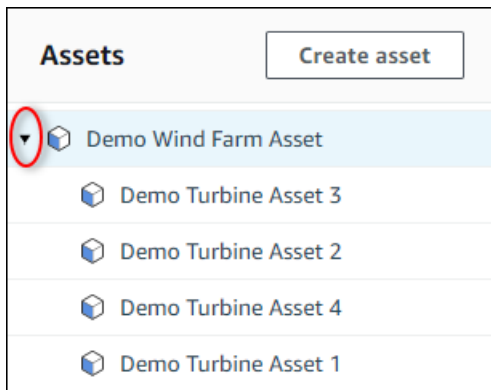 Assets
Create asset
Demo Wind Farm Asset
Demo Turbine Asset 3
Demo Turbine Asset 2
Demo Turbine Asset 4
Demo Turbine Asset 1